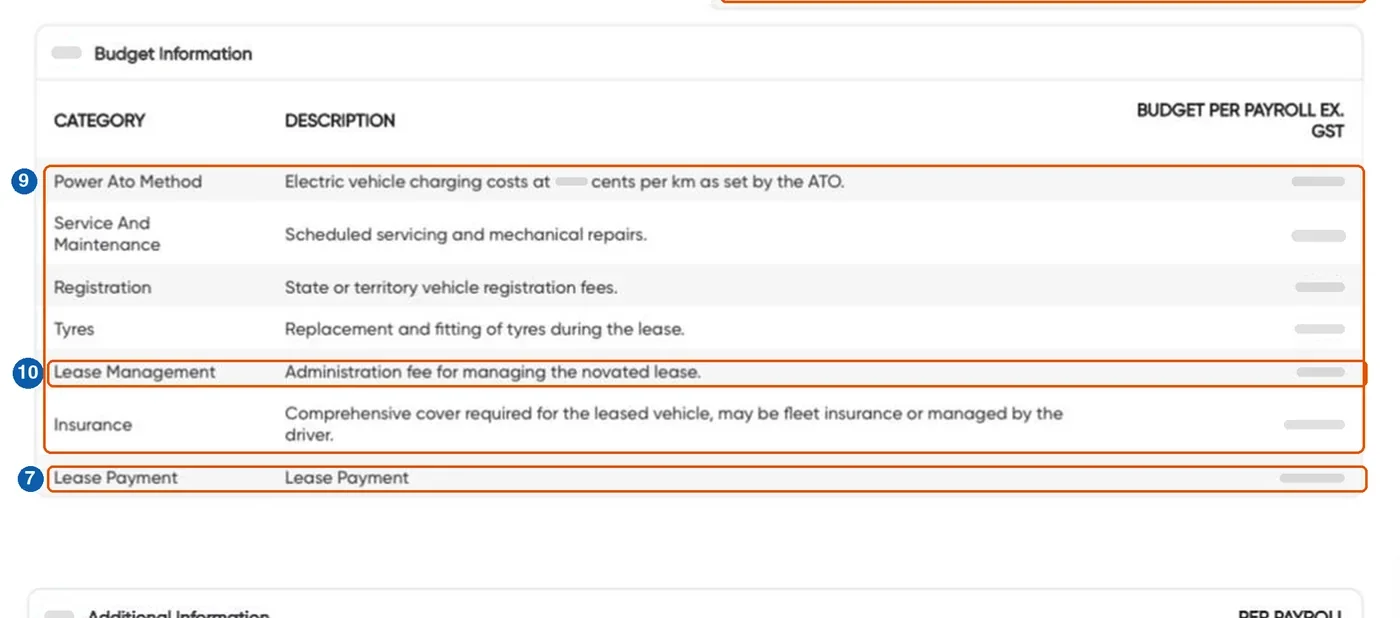 Budget Information
CATEGORY DESCRIPTION BUDGET PER PAYROLL EX. GST
9 Power Ato Method Electric vehicle charging costs at cents per km as set by the ATO.
Service And Maintenance Scheduled servicing and mechanical repairs.
Registration State or territory vehicle registration fees.
Tyres Replacement and fitting of tyres during the lease.
10 Lease Management Administration fee for managing the novated lease.
Insurance Comprehensive cover required for the leased vehicle, may be fleet insurance or managed by the driver.
7 Lease Payment Lease Payment
Additional Information PER PAYROLL